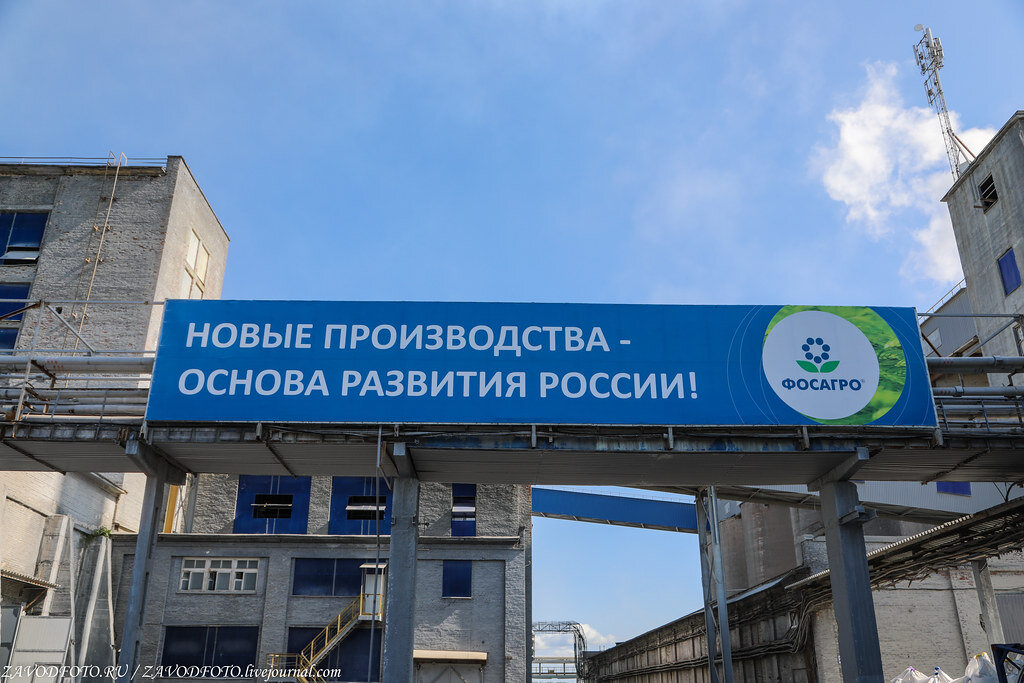 НОВЫЕ ПРОИЗВОДСТВА -
ОСНОВА РАЗВИТИЯ РОССИИ!
ФОСАГРО®
ZAVODFOTO.RU / ZAVODFOTO.livejournal.com